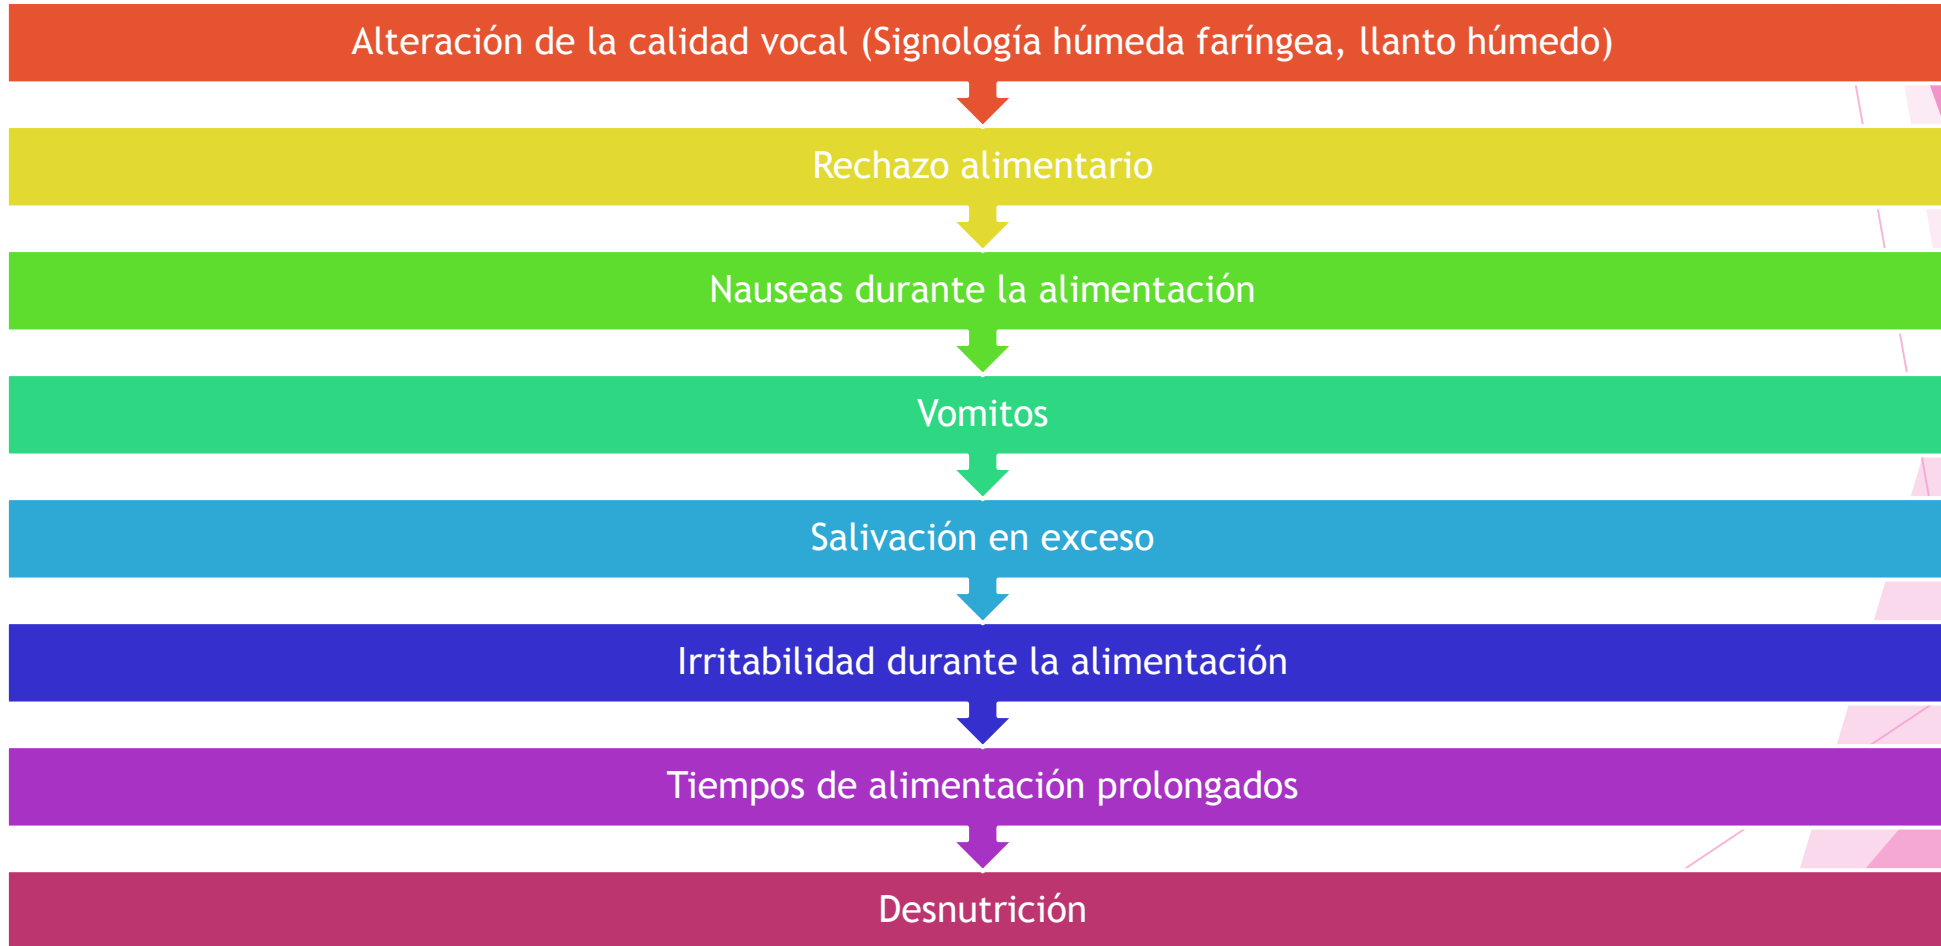 Alteración de la calidad vocal (Signología húmeda faríngea, llanto húmedo)
Rechazo alimentario
Nauseas durante la alimentación
Vomitos
Salivación en exceso
Irritabilidad durante la alimentación
Tiempos de alimentación prolongados
Desnutrición